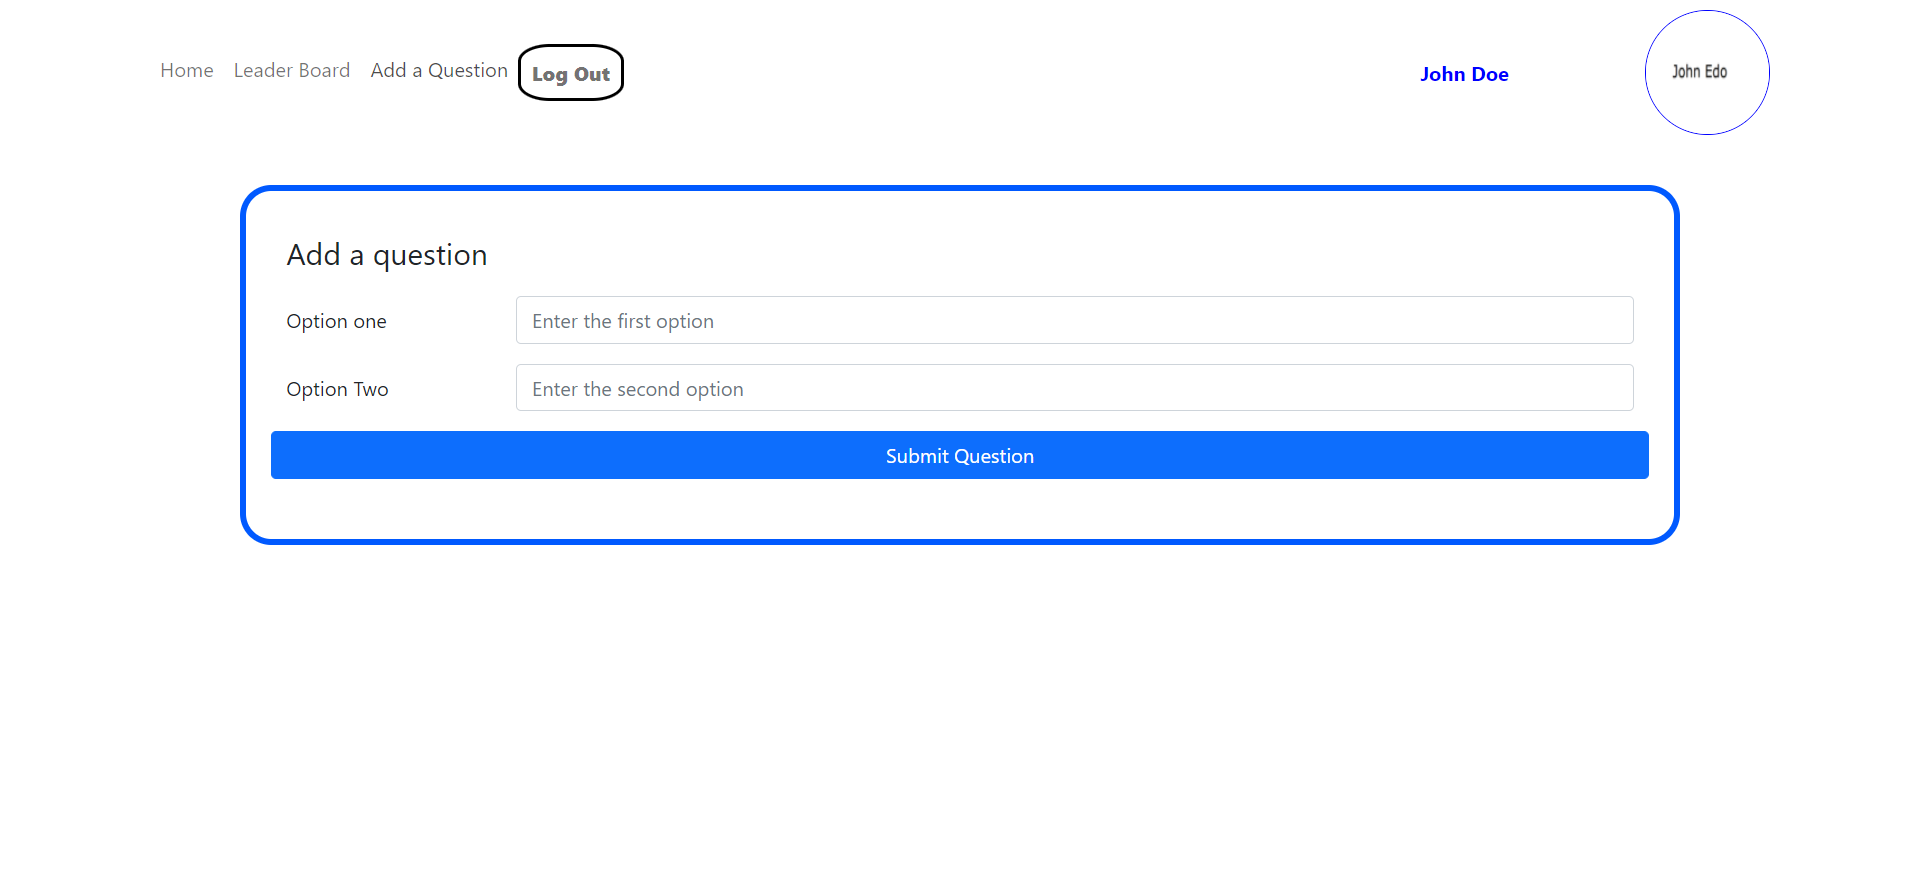 Home Leader Board Add a Question Log Out John Doe John Edo
Add a question
Option one Enter the first option
Option Two Enter the second option
Submit Question